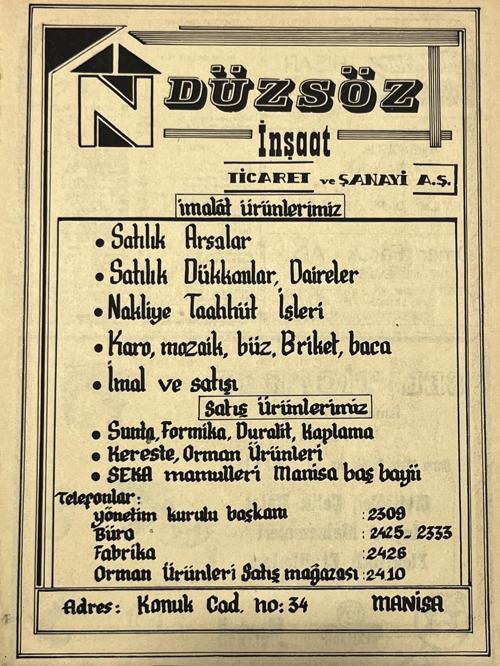 DÜZSÖZ
İnşaat
TİCARET ve ŞANAYİ A.Ş.
imalât ürünlerimiz
• Satılık Arsalar
• Satılık Dükkanlar, Daireler
• Nakliye Taahhüt İşleri
• Karo, mozaik, büz, Briket, baca
• İmal ve satışı
Satış Ürünlerimiz
• Sunta, Formika, Duralit, Kaplama
• Kereste, Orman Ürünleri
• SEKA mamulleri Manisa baş bayii
Telefonlar:
yönetim kurulu başkanı : 2309
Büro : 2425-2333
Fabrika : 2426
Orman Ürünleri Satış mağazası: 2410
Adres: Konuk Cad. no: 34 MANİSA